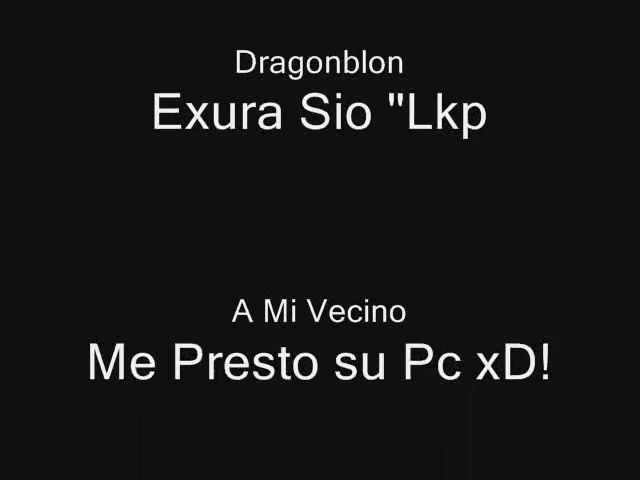 Dragonblon
Exura Sio "Lkp
A Mi Vecino
Me Presto su Pc xD!